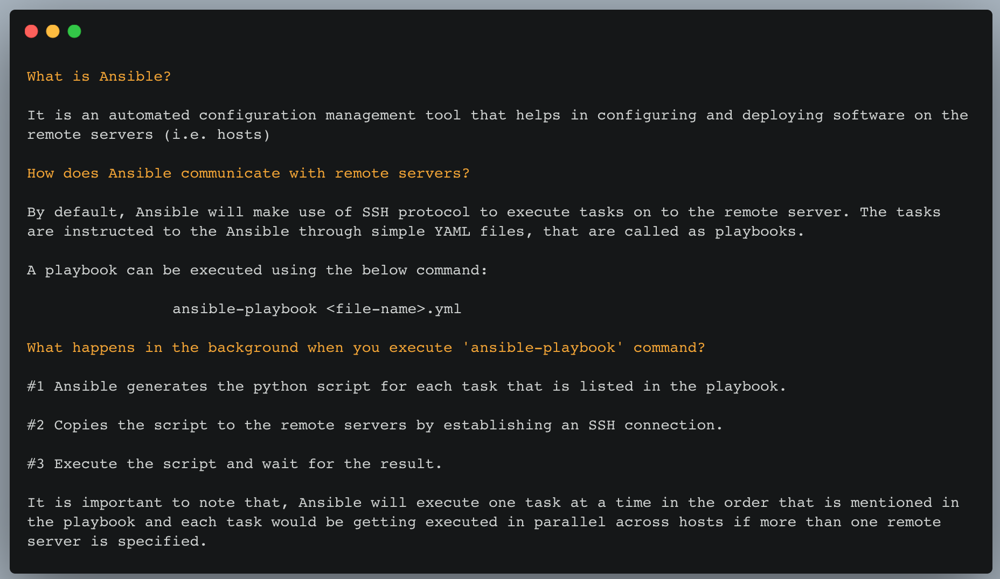 What is Ansible?
It is an automated configuration management tool that helps in configuring and deploying software on the
remote servers (i.e. hosts)
How does Ansible communicate with remote servers?
By default, Ansible will make use of SSH protocol to execute tasks on to the remote server. The tasks
are instructed to the Ansible through simple YAML files, that are called as playbooks.
A playbook can be executed using the below command:
ansible-playbook <file-name>.yml
What happens in the background when you execute 'ansible-playbook' command?
#1 Ansible generates the python script for each task that is listed in the playbook.
#2 Copies the script to the remote servers by establishing an SSH connection.
#3 Execute the script and wait for the result.
It is important to note that, Ansible will execute one task at a time in the order that is mentioned in
the playbook and each task would be getting executed in parallel across hosts if more than one remote
server is specified.